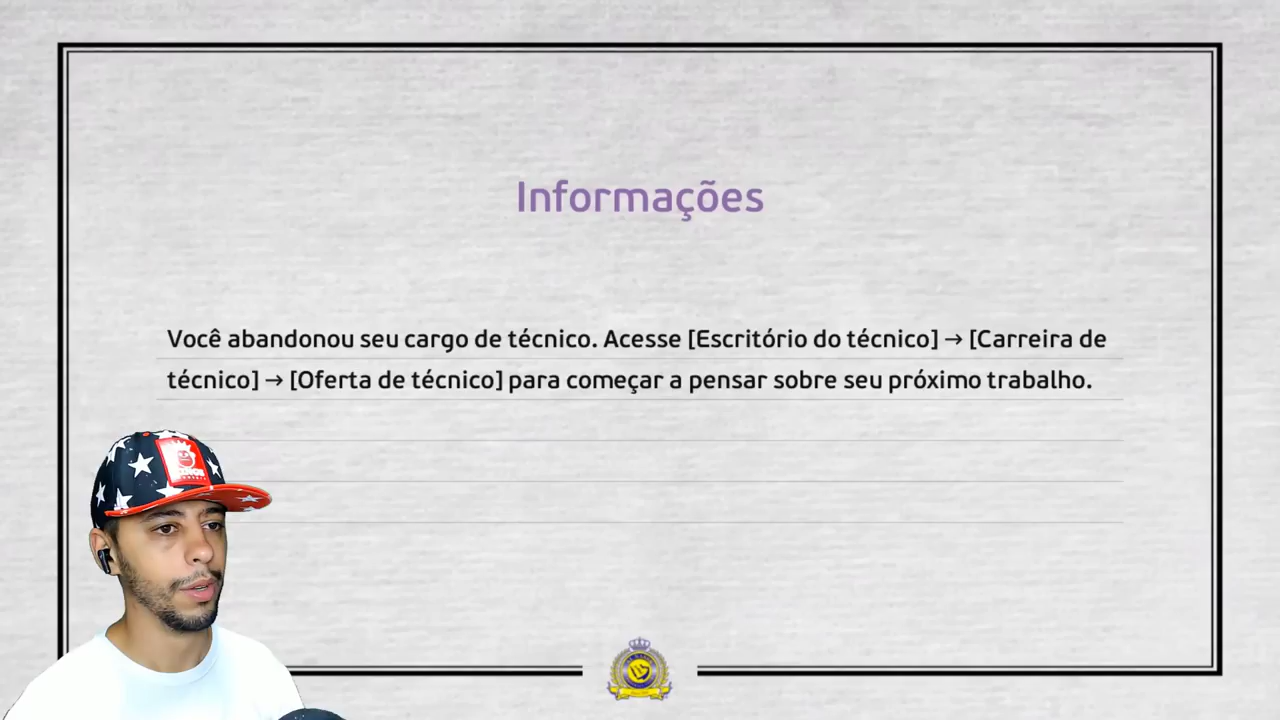 Informações
Você abandonou seu cargo de técnico. Acesse [Escritório do técnico] → [Carreira de
técnico] → [Oferta de técnico] para começar a pensar sobre seu próximo trabalho.